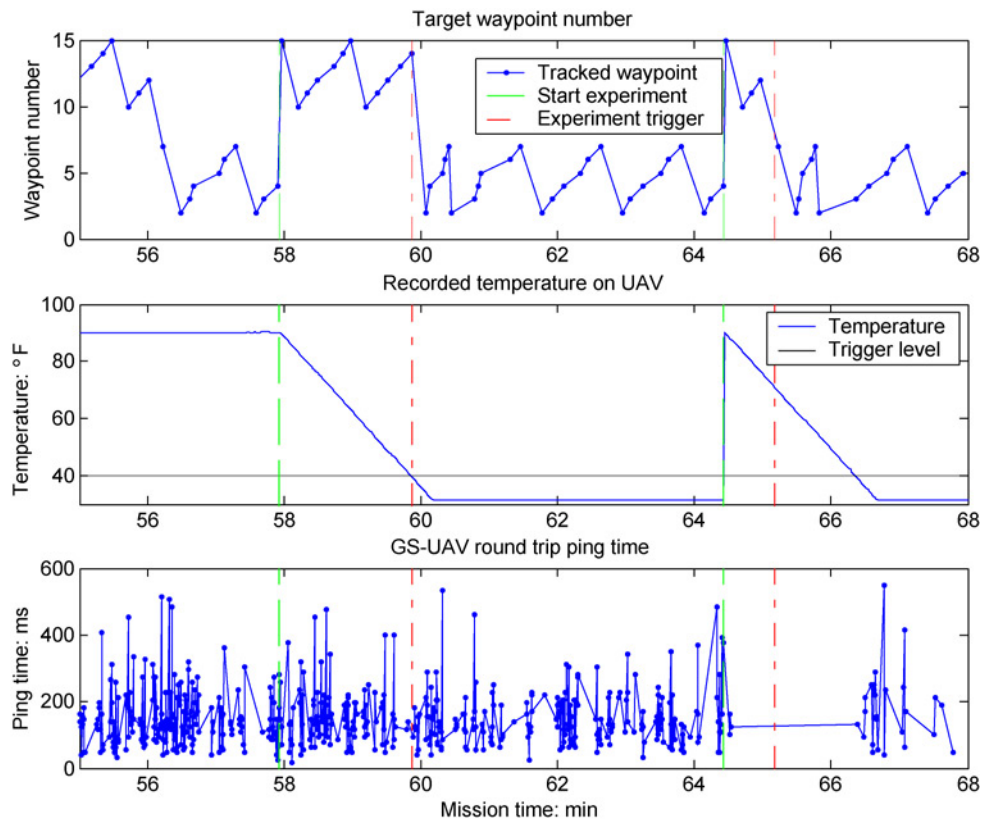 Target waypoint number
Waypoint number
15
10
5
0
Tracked waypoint
Start experiment
Experiment trigger
56 58 60 62 64 66 68
Recorded temperature on UAV
Temperature: °F
100
80
60
40
Temperature
Trigger level
56 58 60 62 64 66 68
GS-UAV round trip ping time
Ping time: ms
600
400
200
0
56 58 60 62 64 66 68
Mission time: min